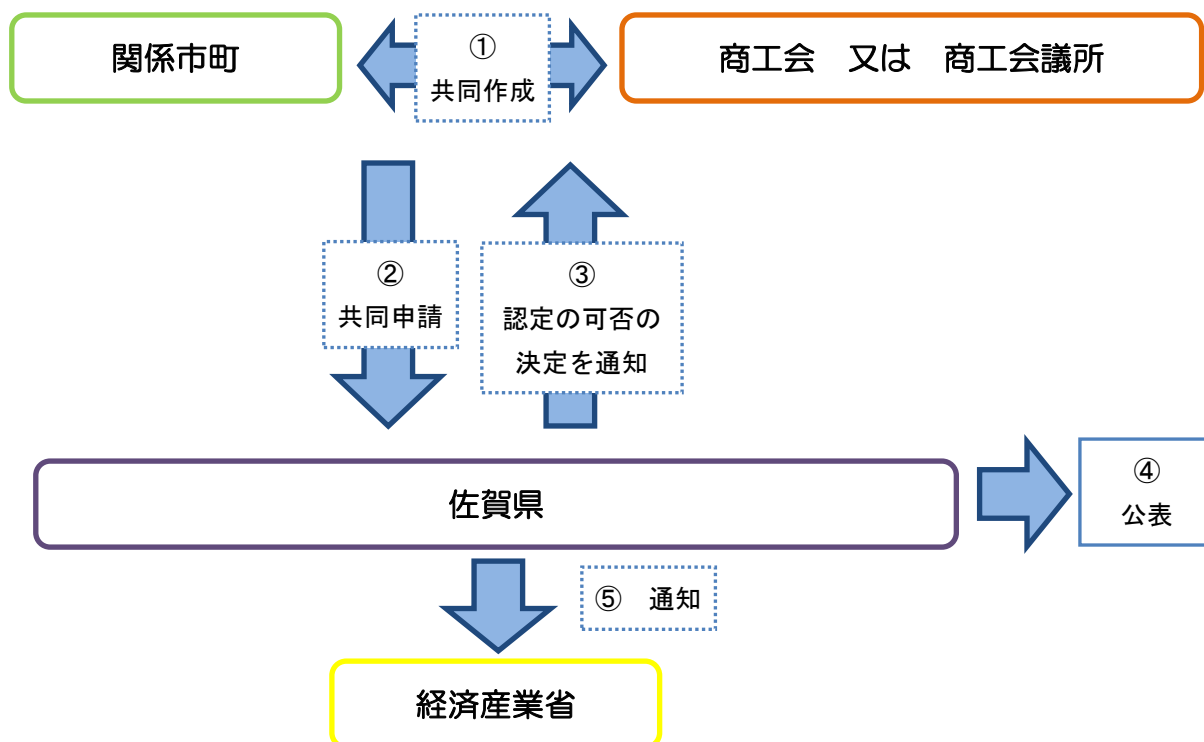 関係市町
①
共同作成
商工会　又は　商工会議所
②
共同申請
③
認定の可否の
決定を通知
佐賀県
④
公表
⑤　通知
経済産業省